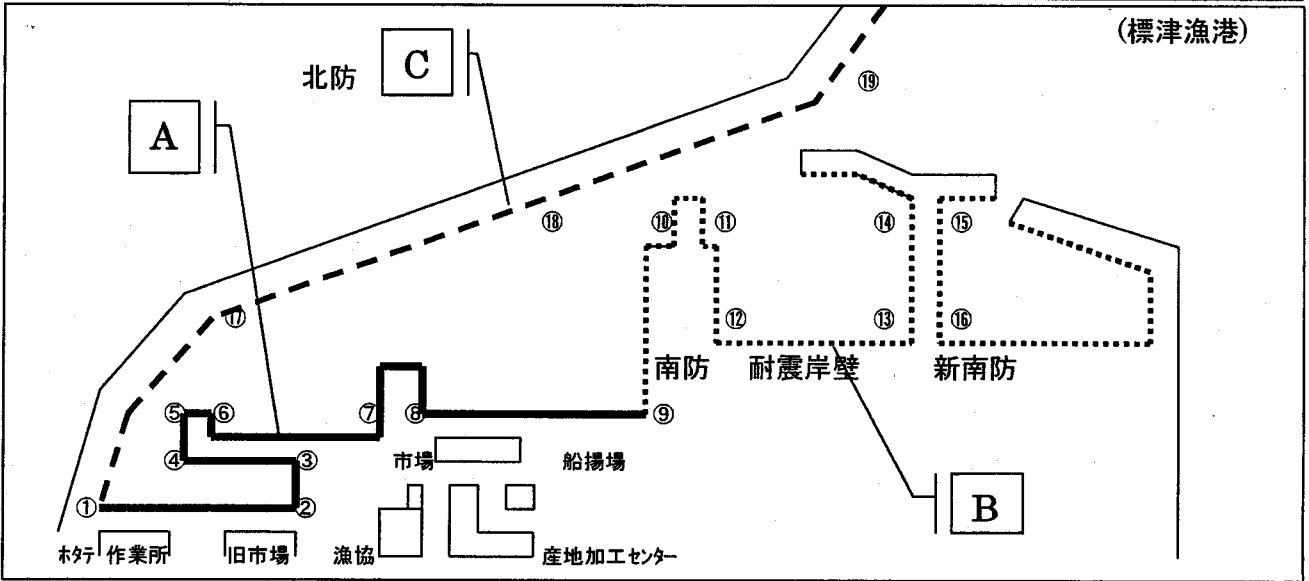 (標津漁港)
北防
C
A
⑲
⑱
⑩
⑪
⑭
⑮
⑰
⑫
⑬
⑯
南防
耐震岸壁
新南防
⑤
⑥
⑦
⑧
⑨
④
③
市場
船揚場
①
②
B
ホタテ
作業所
旧市場
漁協
産地加工センター